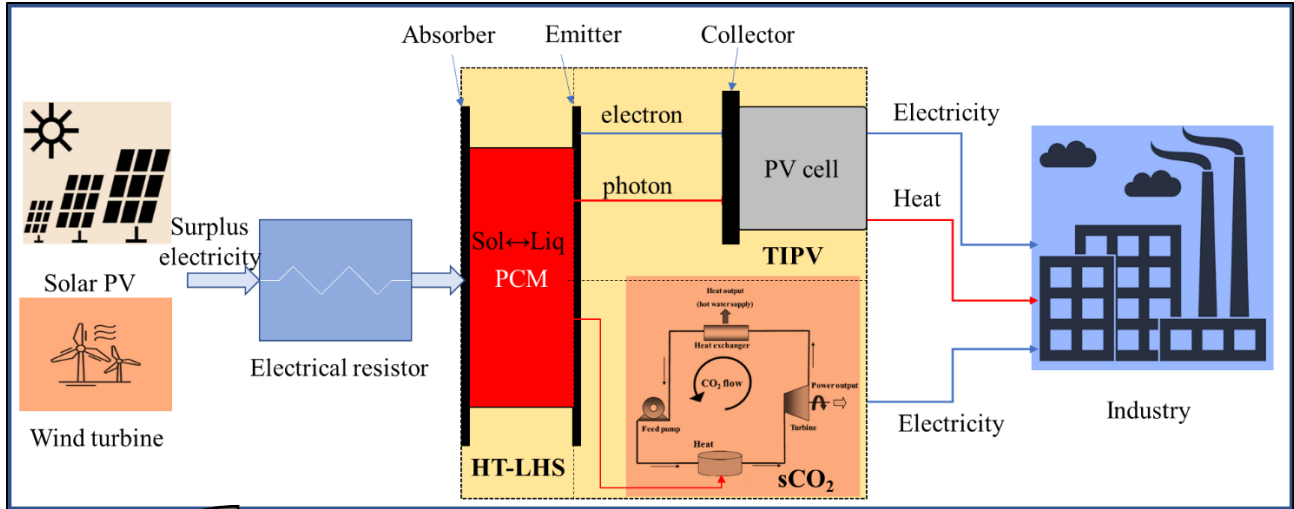 Absorber
Emitter
Collector
Solar PV
Wind turbine
Surplus
electricity
Electrical resistor
Sol↔Liq
PCM
HT-LHS
electron
photon
PV cell
TIPV
Heat output
(hot water supply)
Heat exchanger
CO₂ flow
Feed pump
Power output
Turbine
Heat
sCO₂
Electricity
Heat
Electricity
Industry